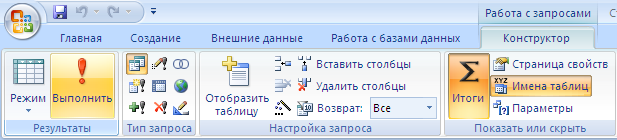 Работа с запросами С
Главная Создание Внешние данные Работа с базами данных Конструктор
Режим
Выполнить
Результаты
Тип запроса
Отобразить таблицу
Вставить столбцы
Удалить столбцы
Возврат: Все
Настройка запроса
Σ
Итоги
Страница свойств
XYZ
Имена таблиц
[?] Параметры
Показать или скрыть